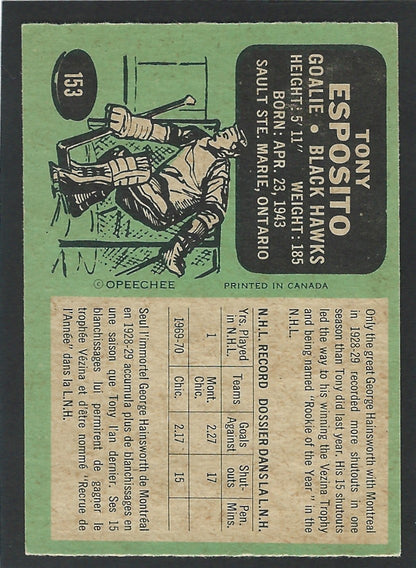 153
TONY
ESPOSITO
GOALIE • BLACK HAWKS
HEIGHT: 5' 11" WEIGHT: 185
BORN: APR. 23, 1943
SAULT STE. MARIE, ONTARIO
© OPEECHEE PRINTED IN CANADA
Only the great George Hainsworth with Montreal
in 1928-29 recorded more shutouts in one
season than Tony did last year. His 15 shutouts
led the way to his winning the Vezina Trophy
and being named "Rookie of the Year" in the
N.H.L.
N.H.L. RECORD DOSSIER DANS LA L.N.H.
Yrs. Played Teams Goals Shut- Pen.
in N.H.L. Against outs Mins.
1 Mont. 2.27 17
Chic.
1969-70 Chic. 2.17 15
Seul l'immortel George Hainsworth de Montréal
en 1928-29 accumula plus de blanchissages en
une saison que Tony l'an dernier. Ses 15
blanchissages lui permirent de gagner le
trophée Vézina et d'être nommé "Recrue de
l'Année" dans la L.N.H.